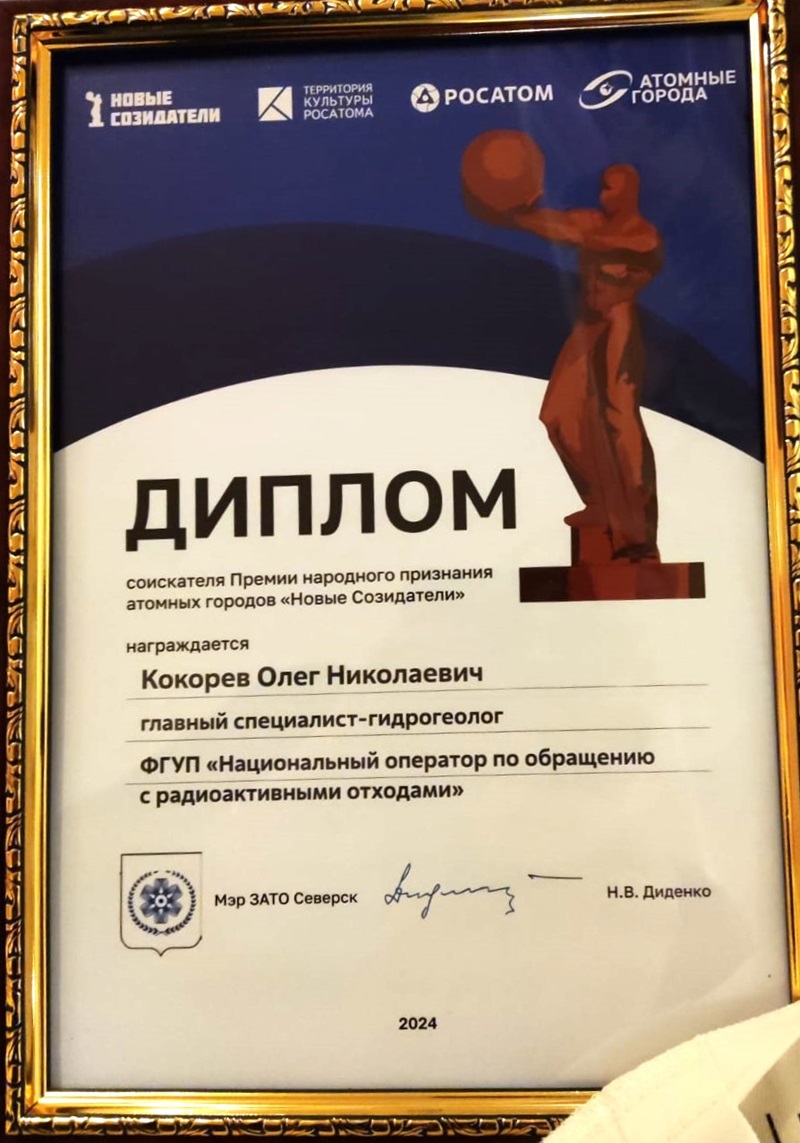 НОВЫЕ
СОЗИДАТЕЛИ
ТЕРРИТОРИЯ
КУЛЬТУРЫ
РОСАТОМА
РОСАТОМ
АТОМНЫЕ
ГОРОДА
ДИПЛОМ
соискателя Премии народного признания
атомных городов «Новые Созидатели»
награждается
Кокорев Олег Николаевич
главный специалист-гидрогеолог
ФГУП «Национальный оператор по обращению
с радиоактивными отходами»
Мэр ЗАТО Северск
Н.В. Диденко
2024